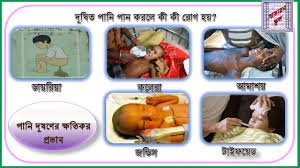 দুষিত পানি পান করলে কী কী রোগ হয়?
ডায়রিয়া
কলেরা
আমাশয়
পানি দুষণের ক্ষতিকর
প্রভাব
জন্ডিস
টাইফয়েড